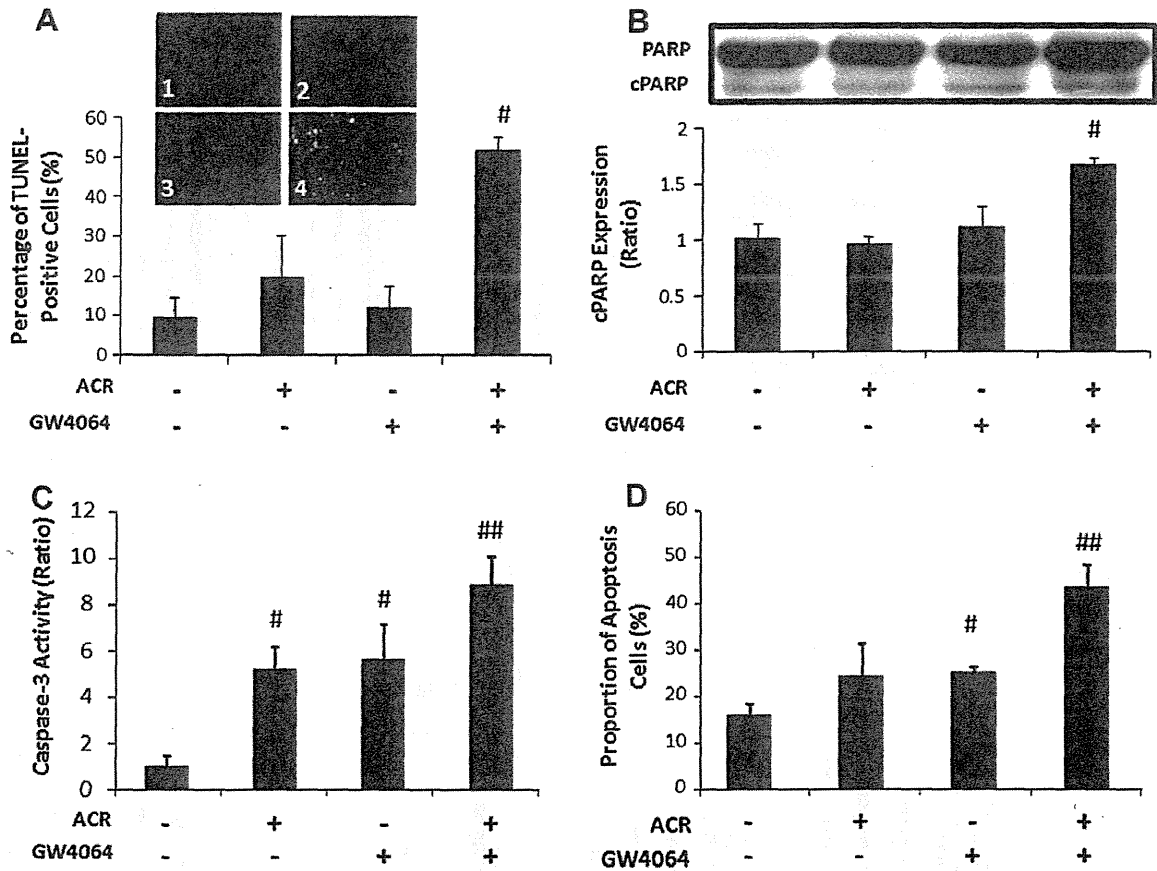 A
1
2
3
4
#
60
50
40
30
20
10
0
Percentage of TUNEL-
Positive Cells (%)
ACR - + - +
GW4064 - - + +
B
PARP
cPARP
#
2
1.5
1
0.5
0
cPARP Expression
(Ratio)
ACR - + - +
GW4064 - - + +
C
12
10
8
6
4
2
0
Caspase-3 Activity (Ratio)
# # ##
ACR - + - +
GW4064 - - + +
D
60
50
40
30
20
10
0
Proportion of Apoptosis
Cells (%)
# ##
ACR - + - +
GW4064 - - + +